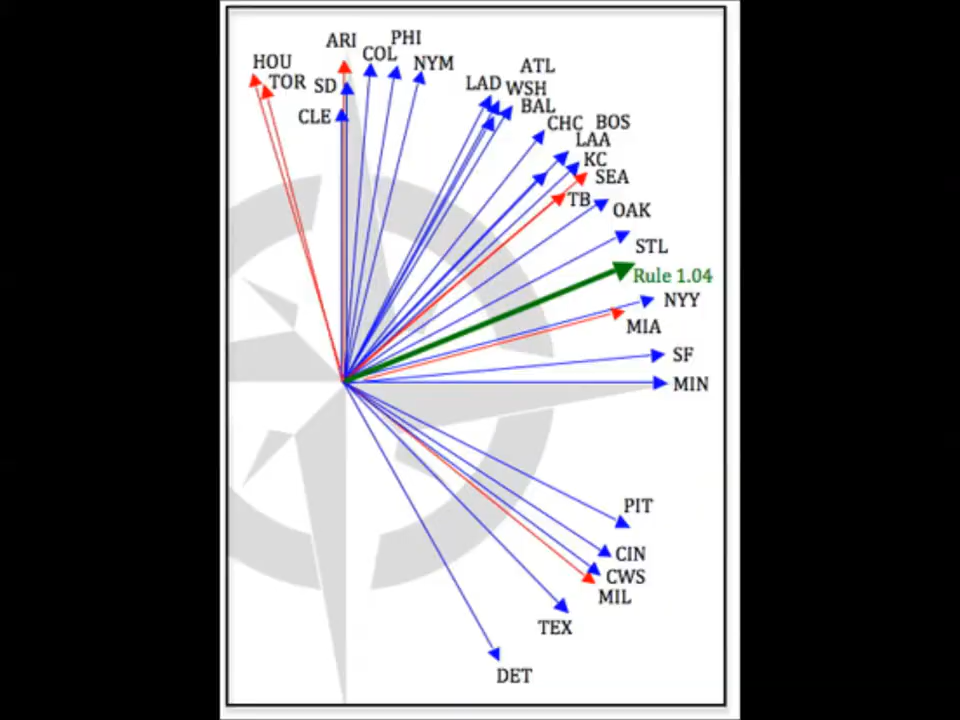 PHI
ARI
COL
HOU
NYM
ATL
TOR
SD
LAD
WSH
CLE
BAL
CHC
BOS
LAA
KC
SEA
TB
OAK
STL
Rule 1.04
NYY
MIA
SF
MIN
PIT
CIN
CWS
MIL
TEX
DET